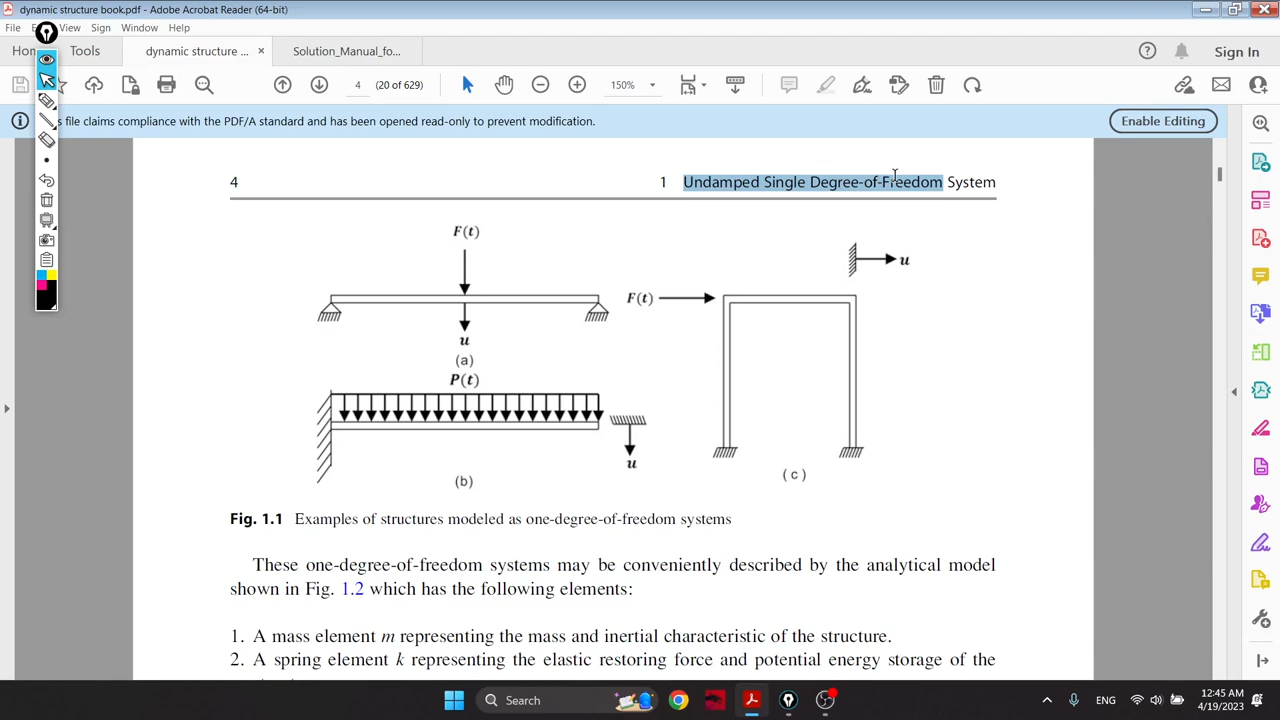 dynamic structure book.pdf - Adobe Acrobat Reader (64-bit)
File View Sign Window Help
Tools dynamic structure ... × Solution_Manual_fo... Sign In
4 (20 of 629) 150%
file claims compliance with the PDF/A standard and has been opened read-only to prevent modification. Enable Editing
4 1 Undamped Single Degree-of-Freedom System
F(t)
u
F(t)
u
(a)
P(t)
u
(b)
( c )
Fig. 1.1 Examples of structures modeled as one-degree-of-freedom systems
These one-degree-of-freedom systems may be conveniently described by the analytical model
shown in Fig. 1.2 which has the following elements:
1. A mass element m representing the mass and inertial characteristic of the structure.
2. A spring element k representing the elastic restoring force and potential energy storage of the
Search ENG 12:45 AM
4/19/2023